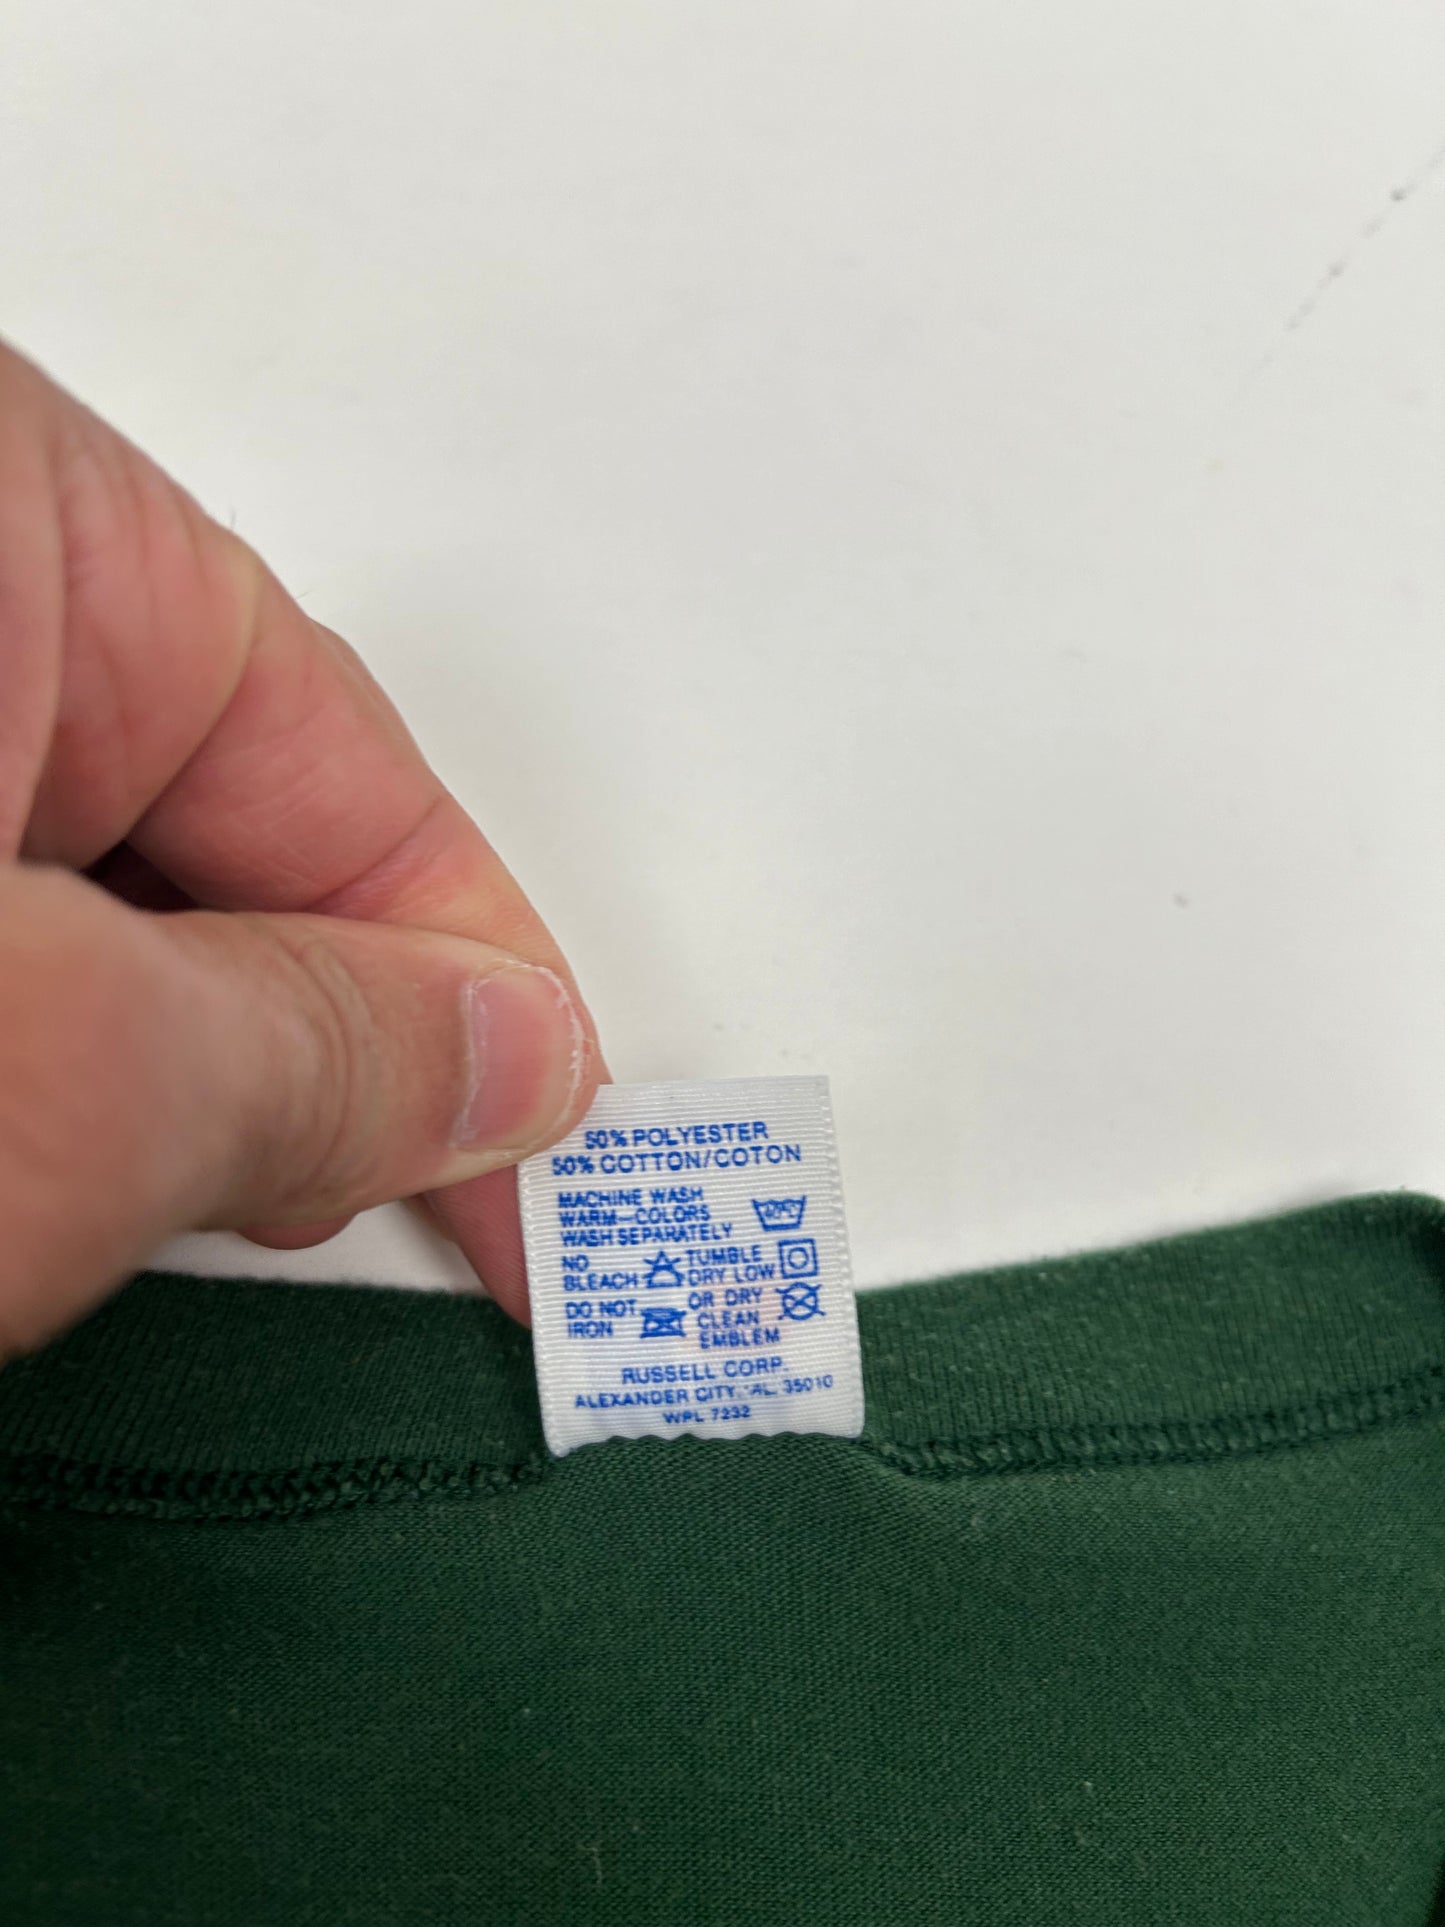 50% POLYESTER
50% COTTON/COTON
MACHINE WASH
WARM-COLORS
WASH SEPARATELY
40°C
NO
BLEACH
TUMBLE
DRY LOW
DO NOT
IRON
OR DRY
CLEAN
EMBLEM
RUSSELL CORP.
ALEXANDER CITY, AL. 35010
WPL 7232